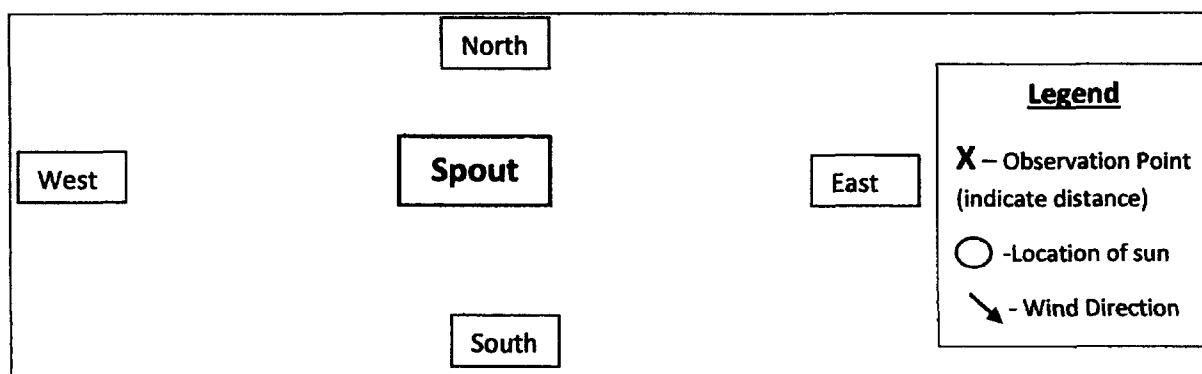 North
Legend
West
Spout
East
X – Observation Point
(indicate distance)
-Location of sun
- Wind Direction
South